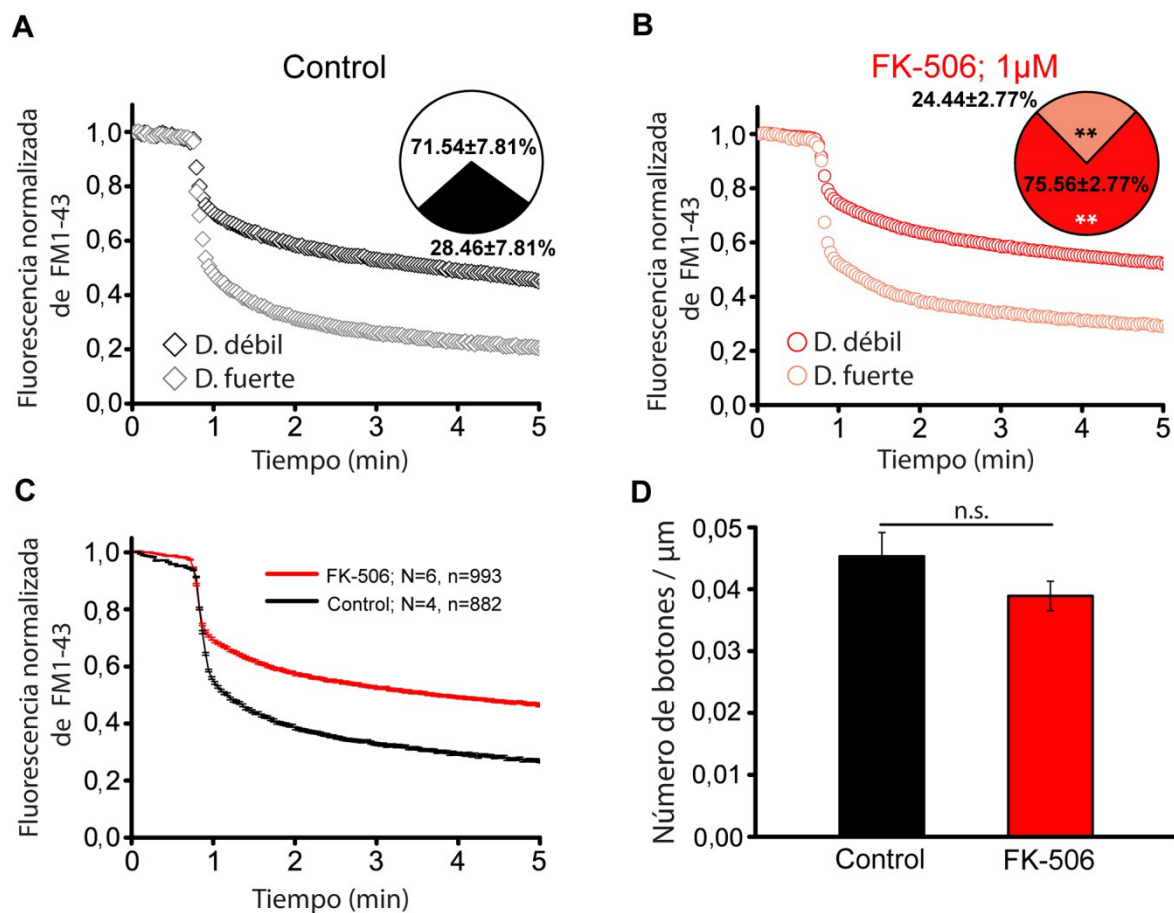 A
Control
Fluorescencia normalizada
de FM1-43
1,0
0,8
0,6
0,4
0,2
0,0
71.54±7.81%
28.46±7.81%
D. débil
D. fuerte
0 1 2 3 4 5
Tiempo (min)
B
FK-506; 1µM
Fluorescencia normalizada
de FM1-43
1,0
0,8
0,6
0,4
0,2
0,0
24.44±2.77%
**
75.56±2.77%
**
D. débil
D. fuerte
0 1 2 3 4 5
Tiempo (min)
C
Fluorescencia normalizada
de FM1-43
1,0
0,8
0,6
0,4
0,2
0,0
FK-506; N=6, n=993
Control; N=4, n=882
0 1 2 3 4 5
Tiempo (min)
D
Número de botones / µm
0,05
0,04
0,03
0,02
0,01
0,00
n.s.
Control FK-506